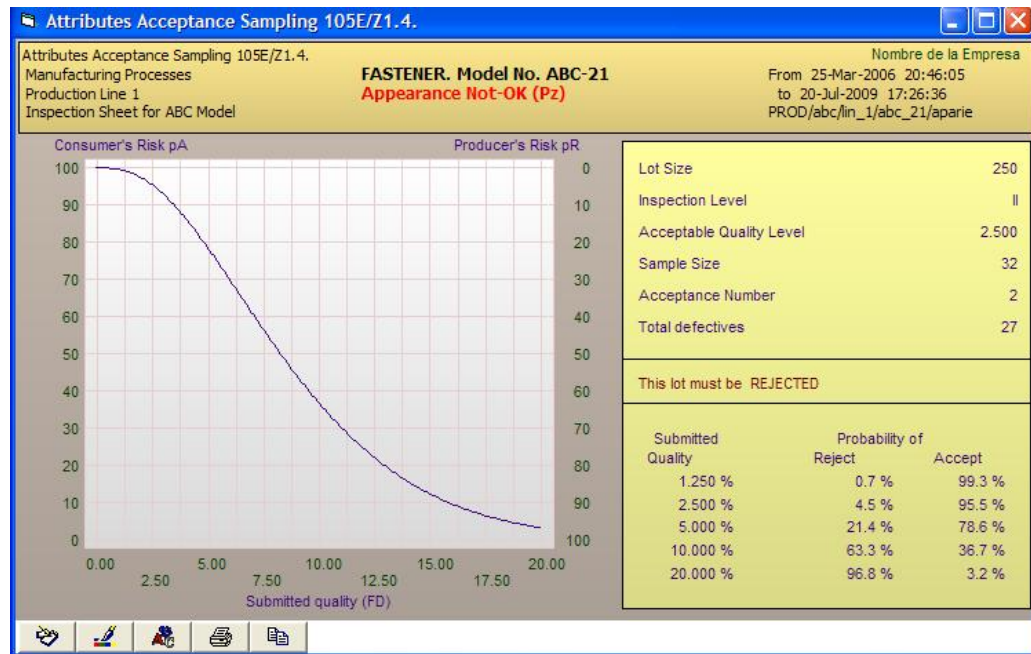 Attributes Acceptance Sampling 105E/Z1.4.
Attributes Acceptance Sampling 105E/Z1.4.
Manufacturing Processes
Production Line 1
Inspection Sheet for ABC Model
FASTENER. Model No. ABC-21
Appearance Not-OK (Pz)
Nombre de la Empresa
From 25-Mar-2006 20:46:05
to 20-Jul-2009 17:26:36
PROD/abc/lin_1/abc_21/aparie
Consumer's Risk pA Producer's Risk pR
100 0
90 10
80 20
70 30
60 40
50 50
40 60
30 70
20 80
10 90
0 100
0.00 5.00 10.00 15.00 20.00
2.50 7.50 12.50 17.50
Submitted quality (FD)
Lot Size 250
Inspection Level II
Acceptable Quality Level 2.500
Sample Size 32
Acceptance Number 2
Total defectives 27
This lot must be REJECTED
Submitted Probability of
Quality Reject Accept
1.250 % 0.7 % 99.3 %
2.500 % 4.5 % 95.5 %
5.000 % 21.4 % 78.6 %
10.000 % 63.3 % 36.7 %
20.000 % 96.8 % 3.2 %